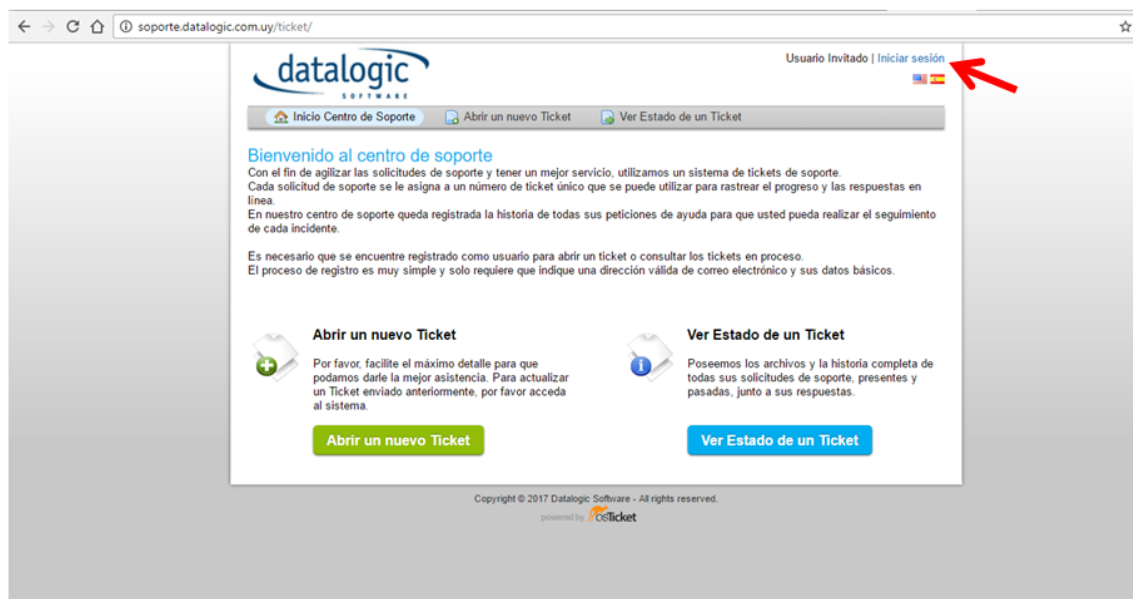 soporte.datalogic.com.uy/ticket/
datalogic
SOFTWARE
Usuario Invitado | Iniciar sesión
Inicio Centro de Soporte Abrir un nuevo Ticket Ver Estado de un Ticket
Bienvenido al centro de soporte
Con el fin de agilizar las solicitudes de soporte y tener un mejor servicio, utilizamos un sistema de tickets de soporte.
Cada solicitud de soporte se le asigna a un número de ticket único que se puede utilizar para rastrear el progreso y las respuestas en
línea.
En nuestro centro de soporte queda registrada la historia de todas sus peticiones de ayuda para que usted pueda realizar el seguimiento
de cada incidente.
Es necesario que se encuentre registrado como usuario para abrir un ticket o consultar los tickets en proceso.
El proceso de registro es muy simple y solo requiere que indique una dirección válida de correo electrónico y sus datos básicos.
Abrir un nuevo Ticket
Por favor, facilite el máximo detalle para que
podamos darle la mejor asistencia. Para actualizar
un Ticket enviado anteriormente, por favor acceda
al sistema.
Abrir un nuevo Ticket
Ver Estado de un Ticket
Poseemos los archivos y la historia completa de
todas sus solicitudes de soporte, presentes y
pasadas, junto a sus respuestas.
Ver Estado de un Ticket
Copyright © 2017 Datalogic Software - All rights reserved.
powered by osTicket